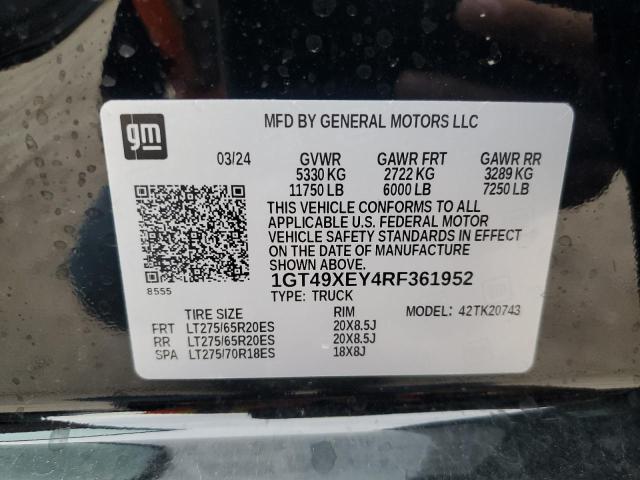 gm
MFD BY GENERAL MOTORS LLC
03/24 GVWR GAWR FRT GAWR RR
5330 KG 2722 KG 3289 KG
11750 LB 6000 LB 7250 LB
THIS VEHICLE CONFORMS TO ALL
APPLICABLE U.S. FEDERAL MOTOR
VEHICLE SAFETY STANDARDS IN EFFECT
ON THE DATE OF MANUFACTURE
SHOWN ABOVE.
8555
1GT49XEY4RF361952
TYPE: TRUCK MODEL: 42TK20743
TIRE SIZE RIM
FRT LT275/65R20ES 20X8.5J
RR LT275/65R20ES 20X8.5J
SPA LT275/70R18ES 18X8J